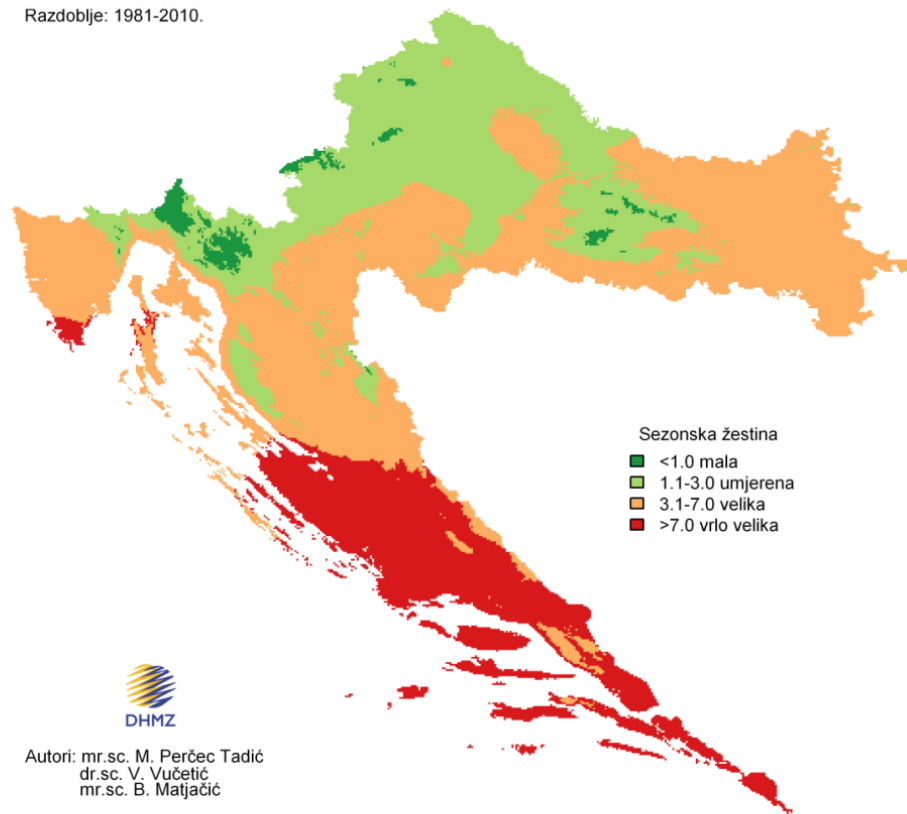 Razdoblje: 1981-2010.
Sezonska žestina
<1.0 mala
1.1-3.0 umjerena
3.1-7.0 velika
>7.0 vrlo velika
DHMZ
Autori: mr.sc. M. Perčec Tadić
dr.sc. V. Vučetić
mr.sc. B. Matjačić